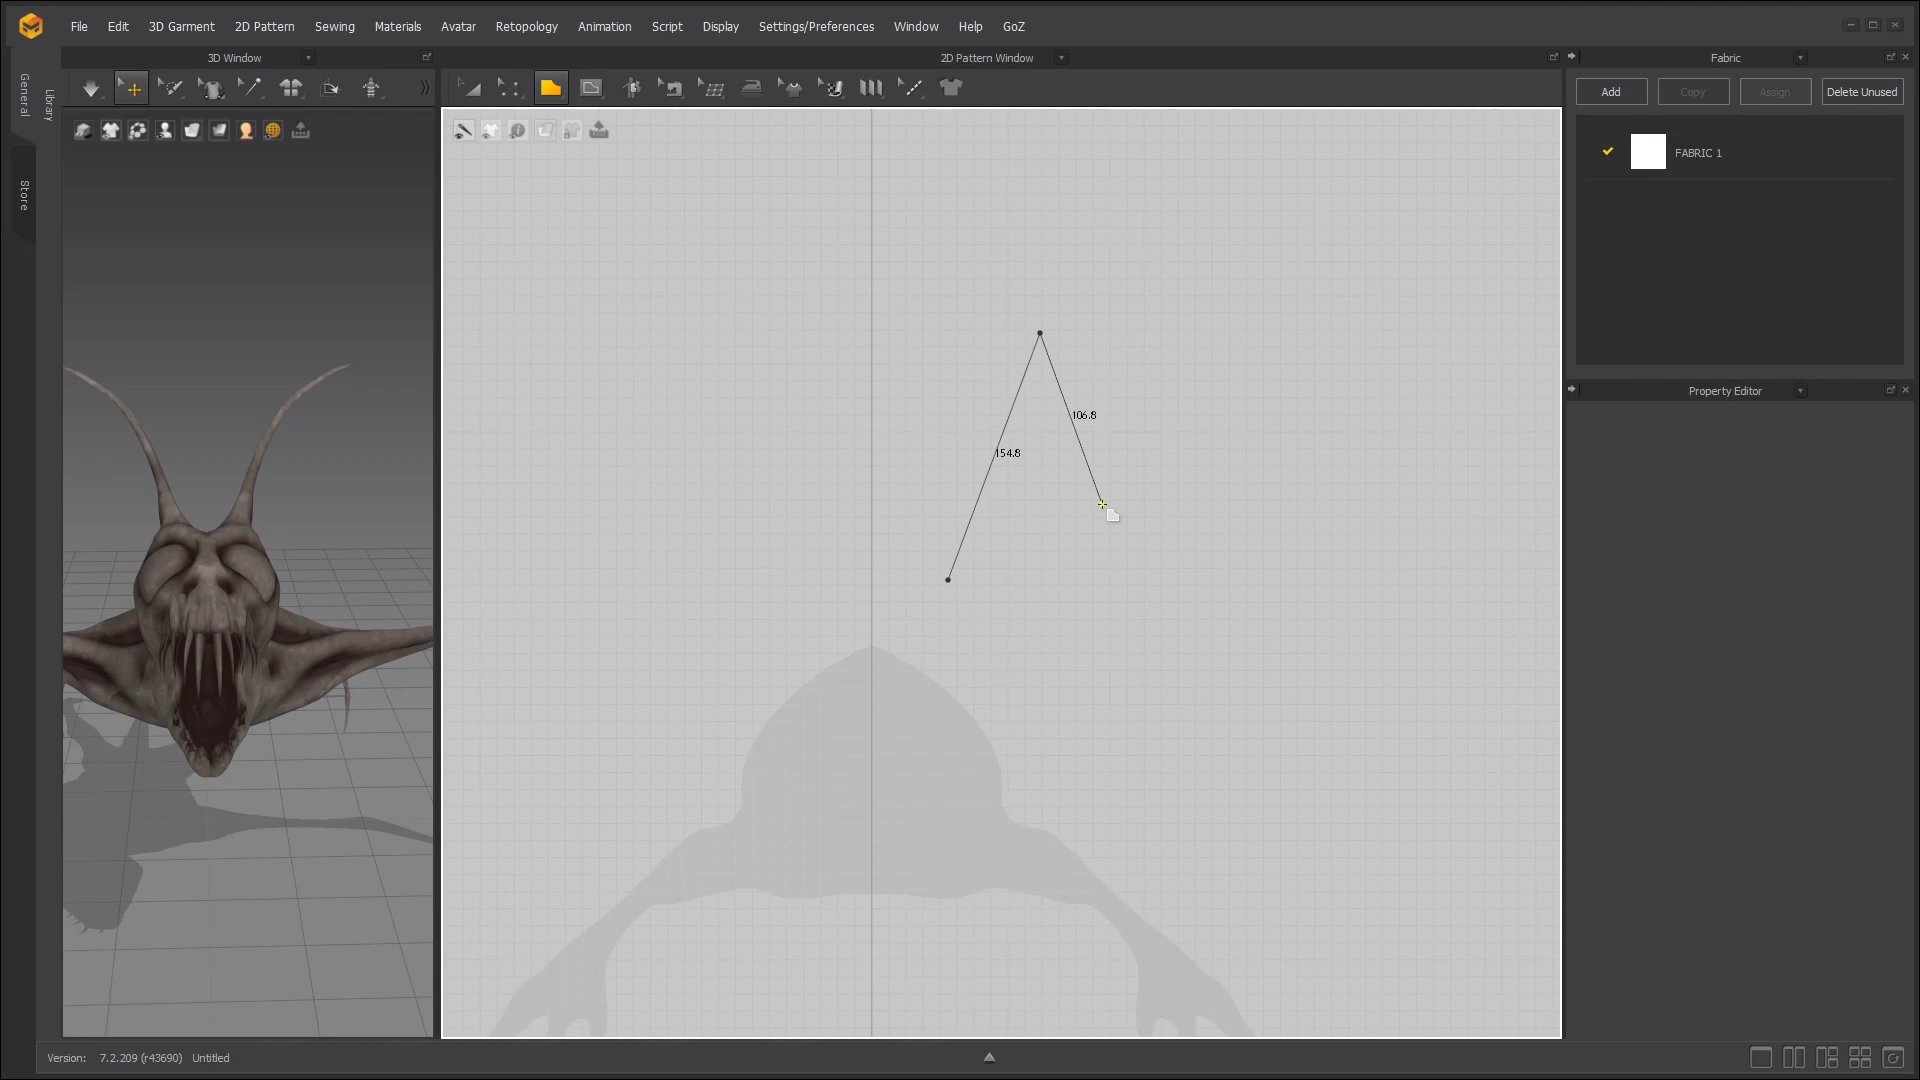 File Edit 3D Garment 2D Pattern Sewing Materials Avatar Retopology Animation Script Display Settings/Preferences Window Help GoZ
3D Window
2D Pattern Window
Fabric
General
Library
Store
Add Copy Assign Delete Unused
FABRIC 1
Property Editor
106.8
154.8
Version: 7.2.209 (r43690) Untitled